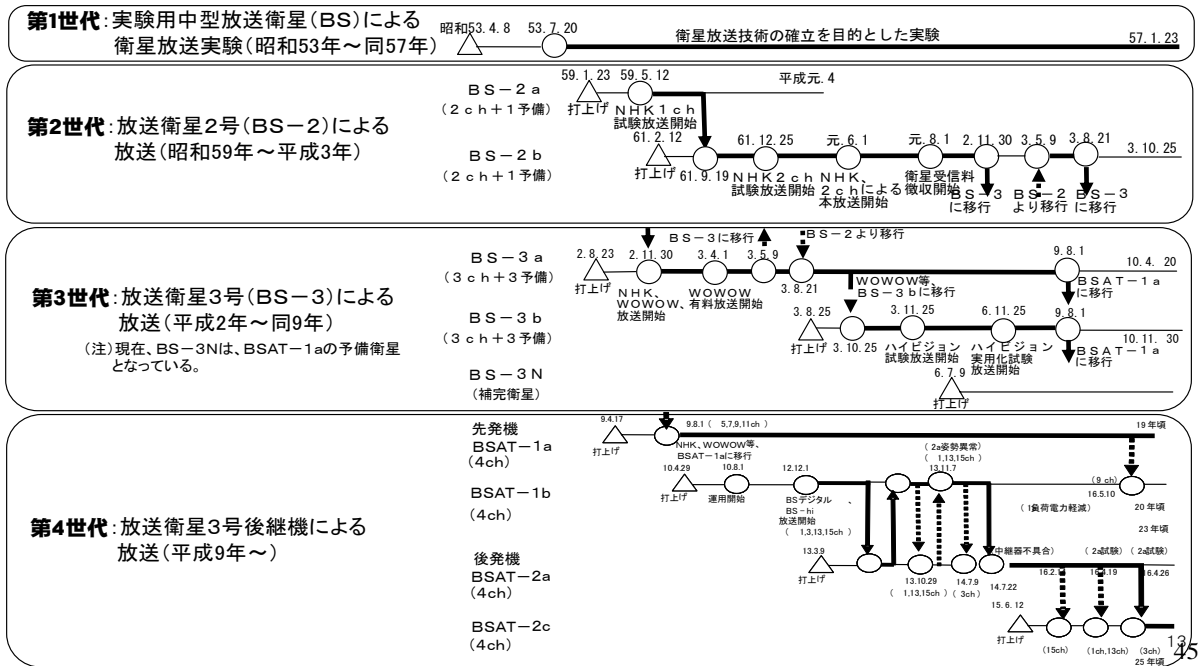 第1世代:実験用中型放送衛星(BS)による
衛星放送実験(昭和53年~同57年)
昭和53.4.8
53.7.20
衛星放送技術の確立を目的とした実験
57.1.23
第2世代:放送衛星2号(BS-2)による
放送(昭和59年~平成3年)
BS-2a
(2ch+1予備)
59.1.23
59.5.12
平成元.4
打上げ
NHK1ch
試験放送開始
BS-2b
(2ch+1予備)
61.2.12
61.12.25
元.6.1
元.8.1
2.11.30
3.5.9
3.8.21
3.10.25
打上げ
61.9.19
NHK2ch
試験放送開始
NHK、
2chによる
本放送開始
衛星受信料
徴収開始
BS-3
に移行
BS-2
より移行
BS-3
に移行
第3世代:放送衛星3号(BS-3)による
放送(平成2年~同9年)
(注)現在、BS-3Nは、BSAT-1aの予備衛星
となっている。
BS-3a
(3ch+3予備)
BS-3に移行
BS-2より移行
2.8.23
2.11.30
3.4.1
3.5.9
3.8.21
9.8.1
10.4.20
打上げ
NHK、
WOWOW、
放送開始
WOWOW
有料放送開始
WOWOW等、
BS-3bに移行
BSAT-1a
に移行
BS-3b
(3ch+3予備)
3.8.25
3.11.25
6.11.25
9.8.1
10.11.30
打上げ
3.10.25
ハイビジョン
試験放送開始
ハイビジョン
実用化試験
放送開始
BSAT-1a
に移行
BS-3N
(補完衛星)
6.7.9
打上げ
第4世代:放送衛星3号後継機による
放送(平成9年~)
先発機
BSAT-1a
(4ch)
9.4.17
9.8.1( 5,7,9,11ch)
19年頃
打上げ
NHK、WOWOW等、
BSAT-1aに移行
BSAT-1b
(4ch)
10.4.29
10.8.1
12.12.1
(2a姿勢異常)
( 1,13,15ch)
13.11.7
(9ch)
16.5.10
打上げ
運用開始
BSデジタル、
BS-hi
放送開始
( 1,3,13,15ch)
(1負荷電力軽減)
20年頃
23年頃
後発機
BSAT-2a
(4ch)
13.3.9
打上げ
13.10.29
( 1,13,15ch)
14.7.9
( 3ch)
14.7.22
中継器不具合)
(2a試験)
(2a試験)
16.4.26
BSAT-2c
(4ch)
15.6.12
打上げ
(15ch)
(1ch,13ch)
(3ch)
25年頃
13
45